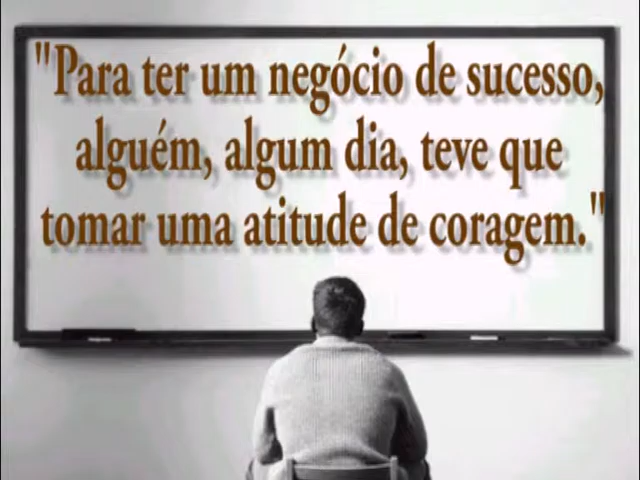 "Para ter um negócio de sucesso,
alguém, algum dia, teve que
tomar uma atitude de coragem."